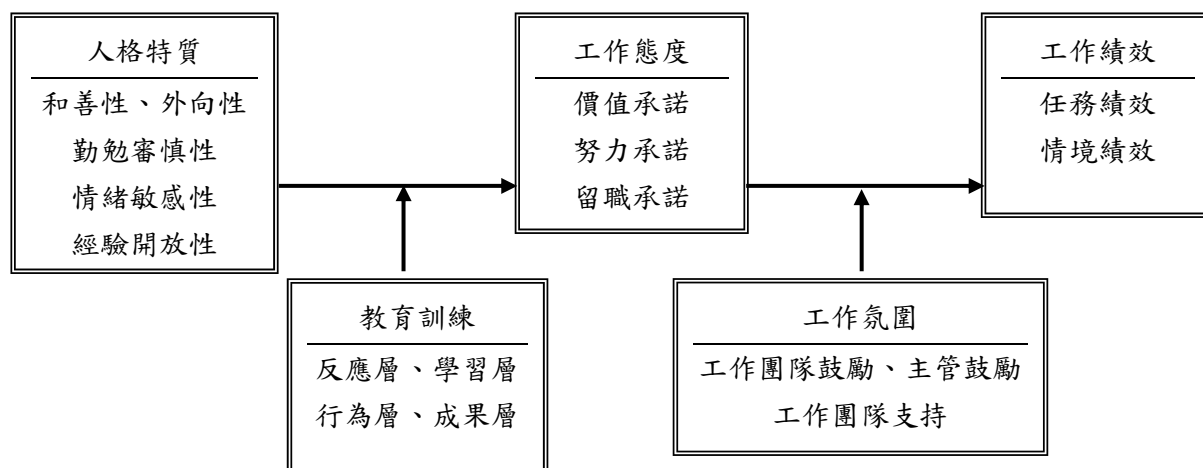 人格特質
和善性、外向性
勤勉審慎性
情緒敏感性
經驗開放性
工作態度
價值承諾
努力承諾
留職承諾
工作績效
任務績效
情境績效
教育訓練
反應層、學習層
行為層、成果層
工作氛圍
工作團隊鼓勵、主管鼓勵
工作團隊支持